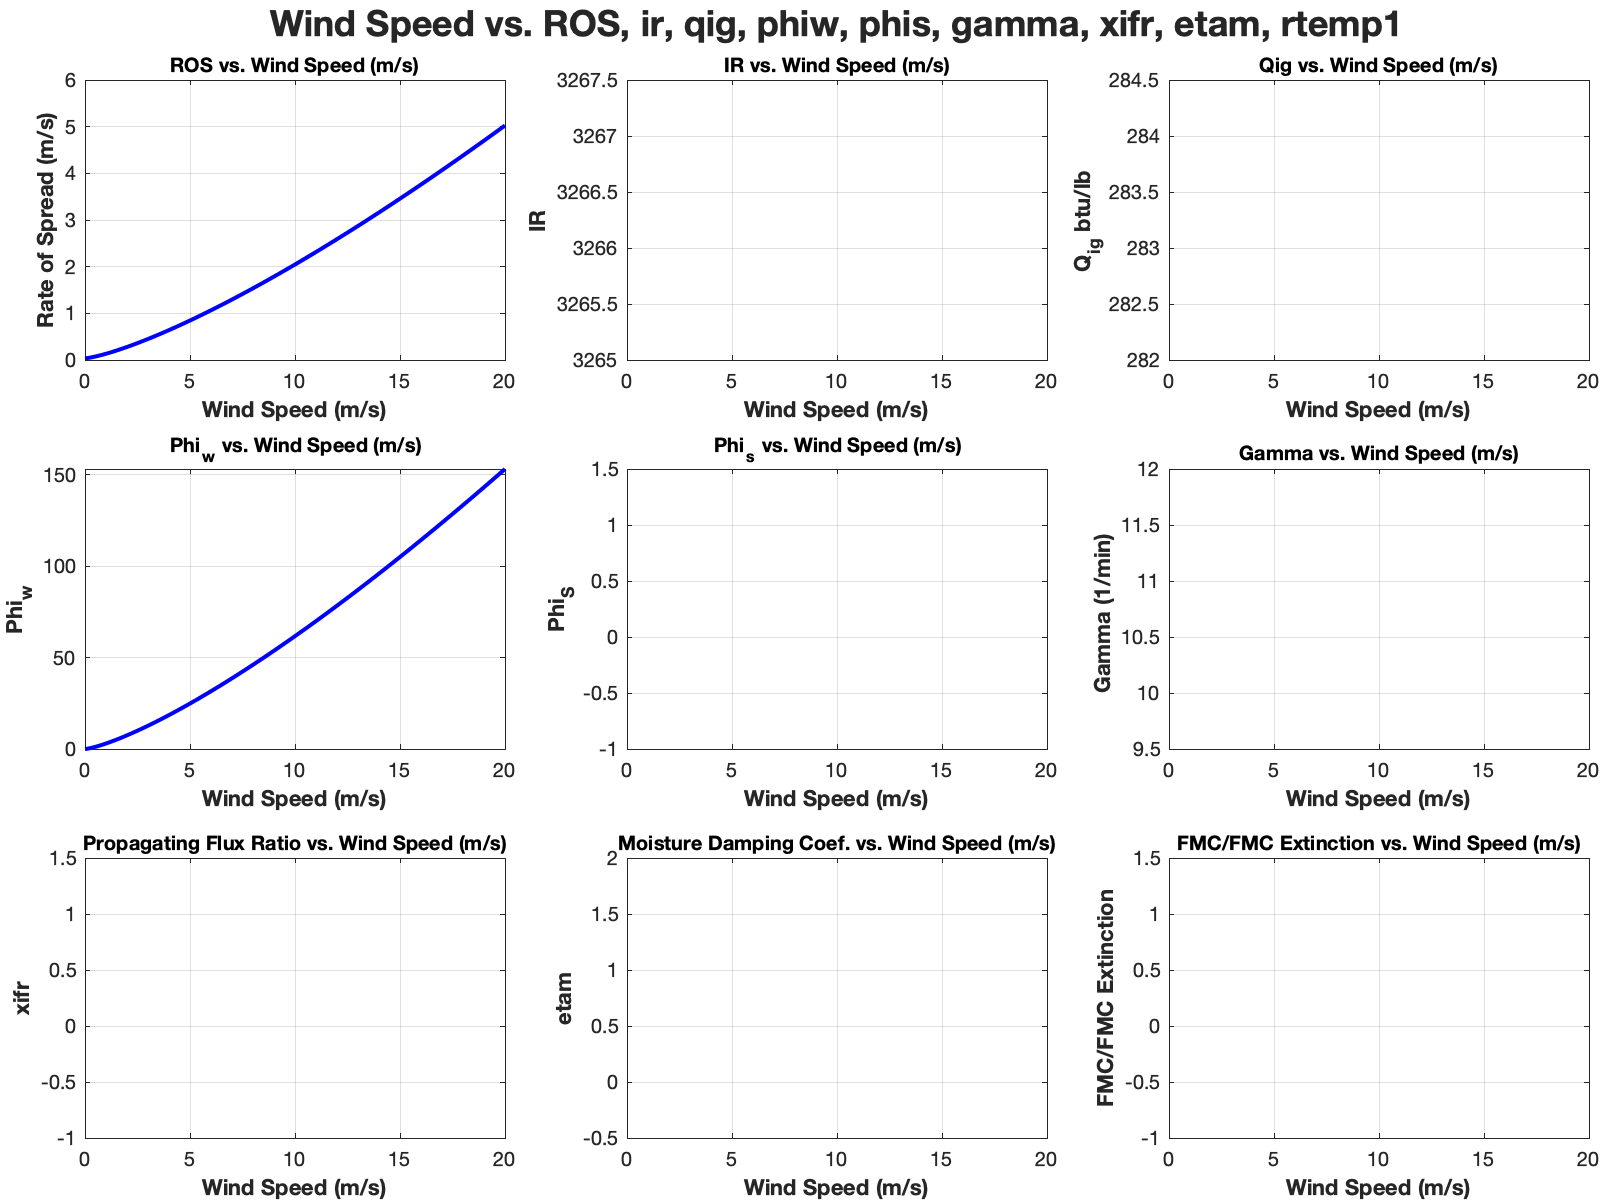 Wind Speed vs. ROS, ir, qig, phiw, phis, gamma, xifr, etam, rtemp1
ROS vs. Wind Speed (m/s)
6
5
4
3
2
1
0
Rate of Spread (m/s)
0 5 10 15 20
Wind Speed (m/s)
IR vs. Wind Speed (m/s)
3267.5
3267
3266.5
3266
3265.5
3265
IR
0 5 10 15 20
Wind Speed (m/s)
Qig vs. Wind Speed (m/s)
284.5
284
283.5
283
282.5
282
Qig btu/lb
0 5 10 15 20
Wind Speed (m/s)
Phiw vs. Wind Speed (m/s)
150
100
50
0
Phiw
0 5 10 15 20
Wind Speed (m/s)
Phis vs. Wind Speed (m/s)
1.5
1
0.5
0
-0.5
-1
PhiS
0 5 10 15 20
Wind Speed (m/s)
Gamma vs. Wind Speed (m/s)
12
11.5
11
10.5
10
9.5
Gamma (1/min)
0 5 10 15 20
Wind Speed (m/s)
Propagating Flux Ratio vs. Wind Speed (m/s)
1.5
1
0.5
0
-0.5
-1
xifr
0 5 10 15 20
Wind Speed (m/s)
Moisture Damping Coef. vs. Wind Speed (m/s)
2
1.5
1
0.5
0
-0.5
etam
0 5 10 15 20
Wind Speed (m/s)
FMC/FMC Extinction vs. Wind Speed (m/s)
1.5
1
0.5
0
-0.5
-1
FMC/FMC Extinction
0 5 10 15 20
Wind Speed (m/s)